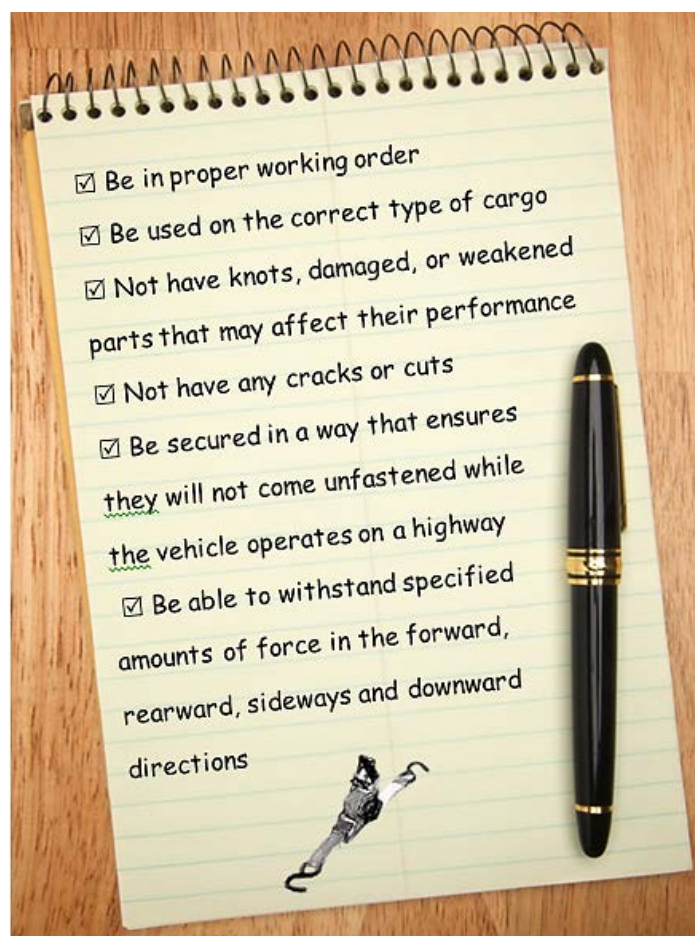 ☑ Be in proper working order
☑ Be used on the correct type of cargo
☑ Not have knots, damaged, or weakened
parts that may affect their performance
☑ Not have any cracks or cuts
☑ Be secured in a way that ensures
they will not come unfastened while
the vehicle operates on a highway
☑ Be able to withstand specified
amounts of force in the forward,
rearward, sideways and downward
directions